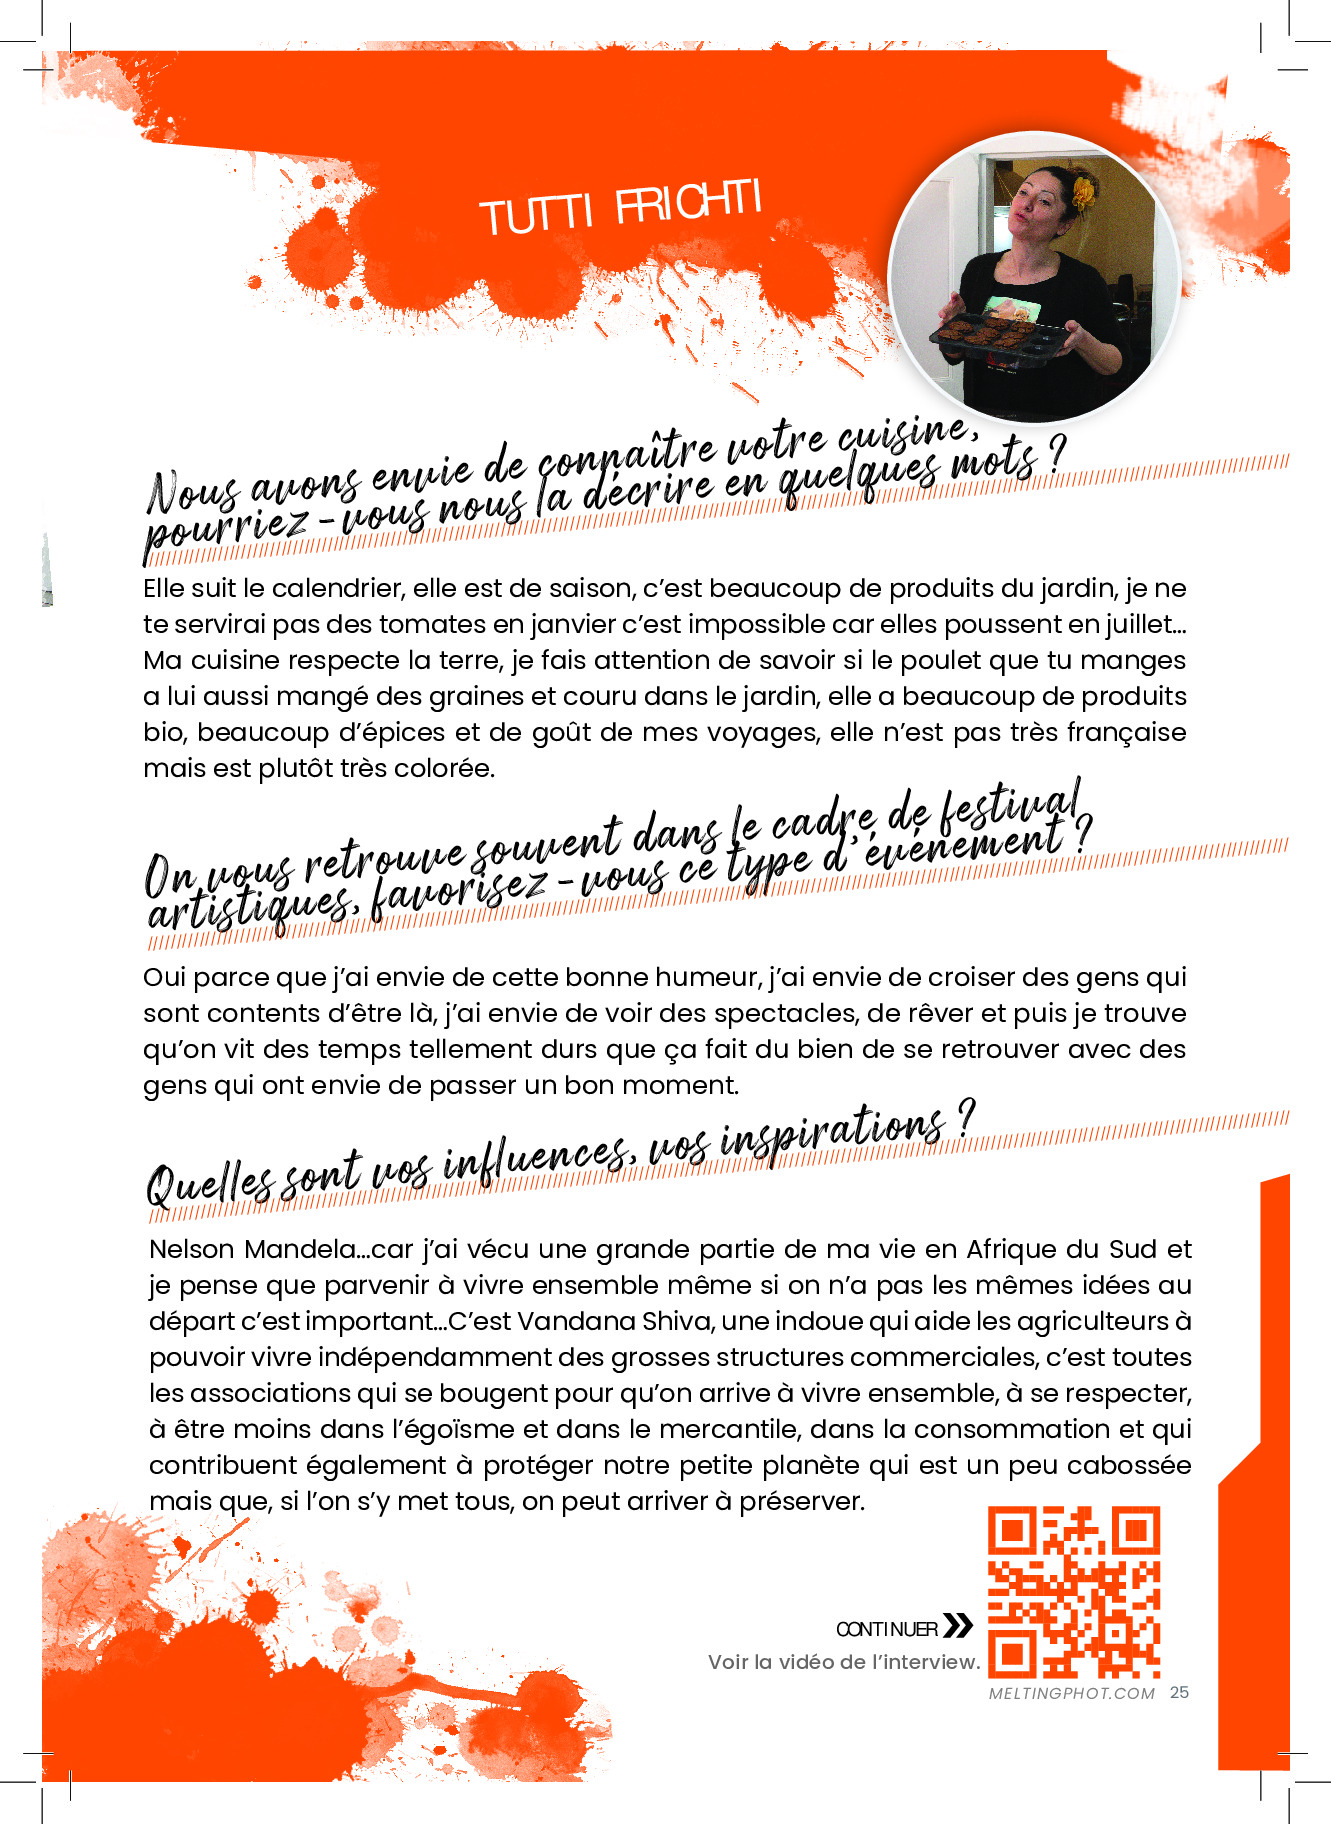 TUTTI FRICHTI
Nous avons envie de connaître votre cuisine,
pourriez-vous nous la décrire en quelques mots ?
Elle suit le calendrier, elle est de saison, c’est beaucoup de produits du jardin, je ne
te servirai pas des tomates en janvier c’est impossible car elles poussent en juillet...
Ma cuisine respecte la terre, je fais attention de savoir si le poulet que tu manges
a lui aussi mangé des graines et couru dans le jardin, elle a beaucoup de produits
bio, beaucoup d’épices et de goût de mes voyages, elle n’est pas très française
mais est plutôt très colorée.
On vous retrouve souvent dans le cadre de festival
artistiques, favorisez-vous ce type d’événement ?
Oui parce que j’ai envie de cette bonne humeur, j’ai envie de croiser des gens qui
sont contents d’être là, j’ai envie de voir des spectacles, de rêver et puis je trouve
qu’on vit des temps tellement durs que ça fait du bien de se retrouver avec des
gens qui ont envie de passer un bon moment.
Quelles sont vos influences, vos inspirations ?
Nelson Mandela...car j’ai vécu une grande partie de ma vie en Afrique du Sud et
je pense que parvenir à vivre ensemble même si on n’a pas les mêmes idées au
départ c’est important...C’est Vandana Shiva, une indoue qui aide les agriculteurs à
pouvoir vivre indépendamment des grosses structures commerciales, c’est toutes
les associations qui se bougent pour qu’on arrive à vivre ensemble, à se respecter,
à être moins dans l’égoïsme et dans le mercantile, dans la consommation et qui
contribuent également à protéger notre petite planète qui est un peu cabossée
mais que, si l’on s’y met tous, on peut arriver à préserver.
CONTINUER
Voir la vidéo de l’interview.
MELTINGPHOT.COM 25